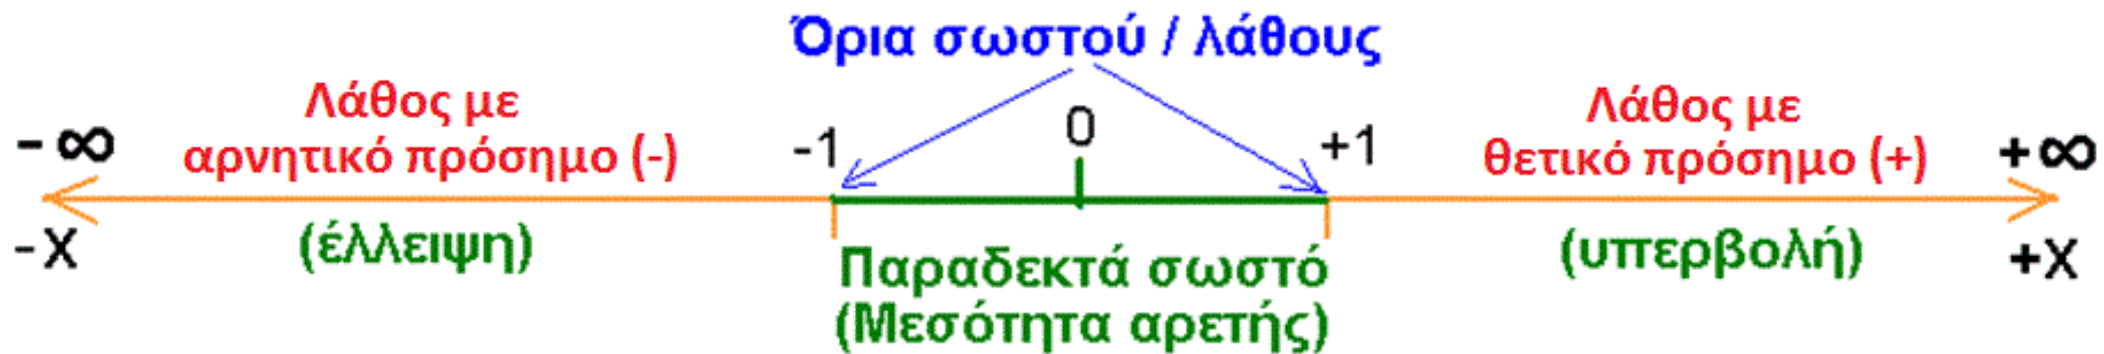 Όρια σωστού / λάθους
Λάθος με
αρνητικό πρόσημο (-)
Λάθος με
θετικό πρόσημο (+)
- ∞
-1
0
+1
+∞
-X
(έλλειψη)
Παραδεκτά σωστό
(Μεσότητα αρετής)
(υπερβολή)
+X